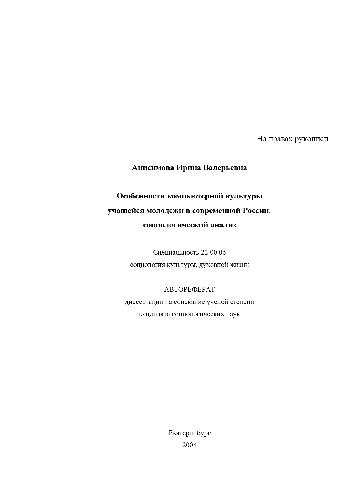 На правах рукописи
Анисимова Ирина Валерьевна
Особенности компьютерной культуры
учащейся молодежи в современной России:
социологический анализ
Специальность 22.00.06
социология культуры, духовной жизни
АВТОРЕФЕРАТ
диссертации на соискание ученой степени
кандидата социологических наук
Екатеринбург
2004